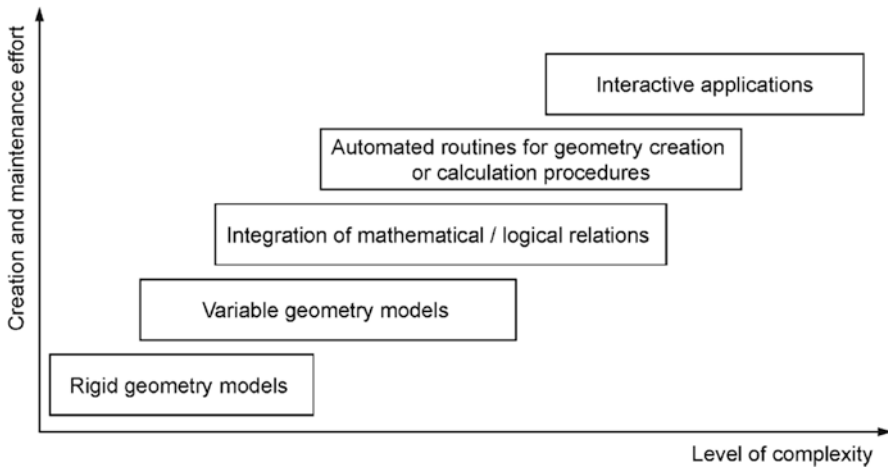 Creation and maintenance effort
Interactive applications
Automated routines for geometry creation
or calculation procedures
Integration of mathematical / logical relations
Variable geometry models
Rigid geometry models
Level of complexity